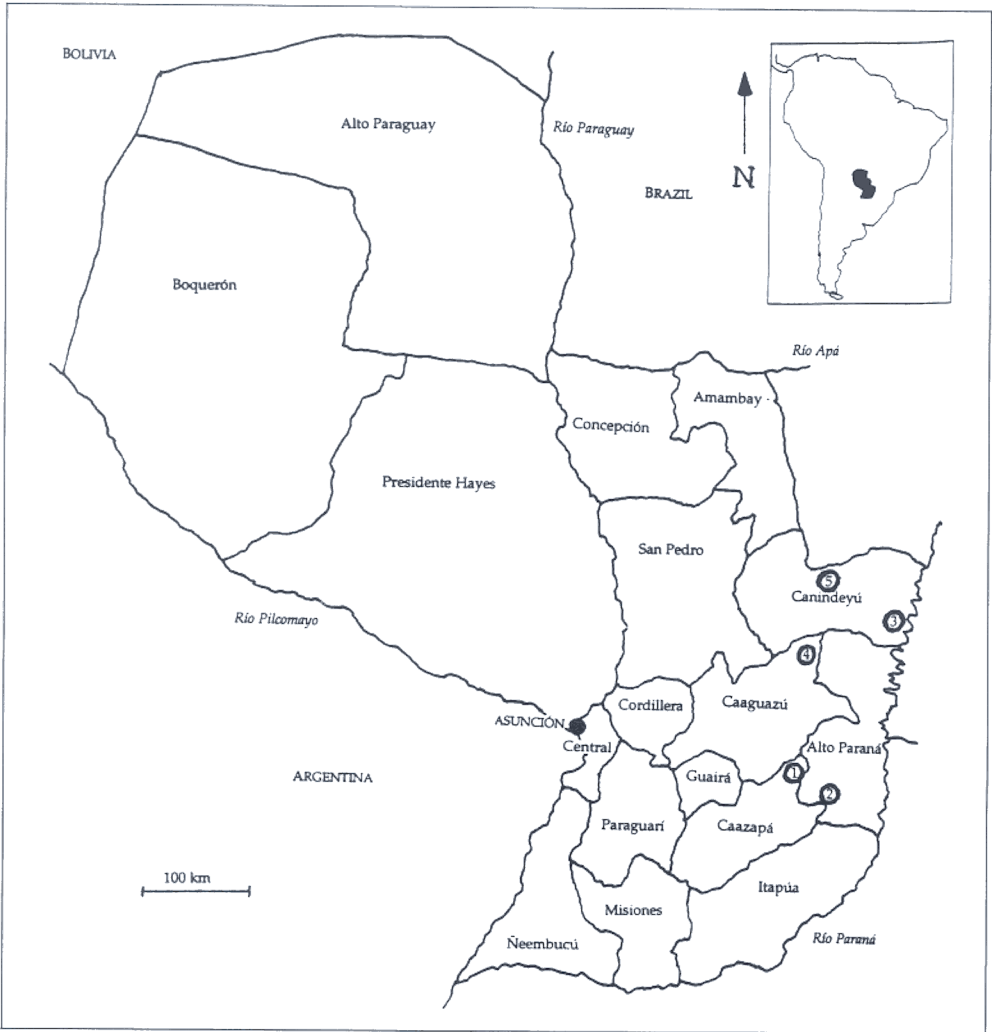 BOLIVIA
Alto Paraguay
Río Paraguay
N
BRAZIL
Boquerón
Río Apá
Amambay
Concepción
Presidente Hayes
San Pedro
5
Canindeyú
Río Pilcomayo
3
4
Cordillera
Caaguazú
ASUNCIÓN
Central
Alto Paraná
ARGENTINA
Guairá
1
2
Paraguarí
Caazapá
100 km
Itapúa
Misiones
Río Paraná
Ñeembucú